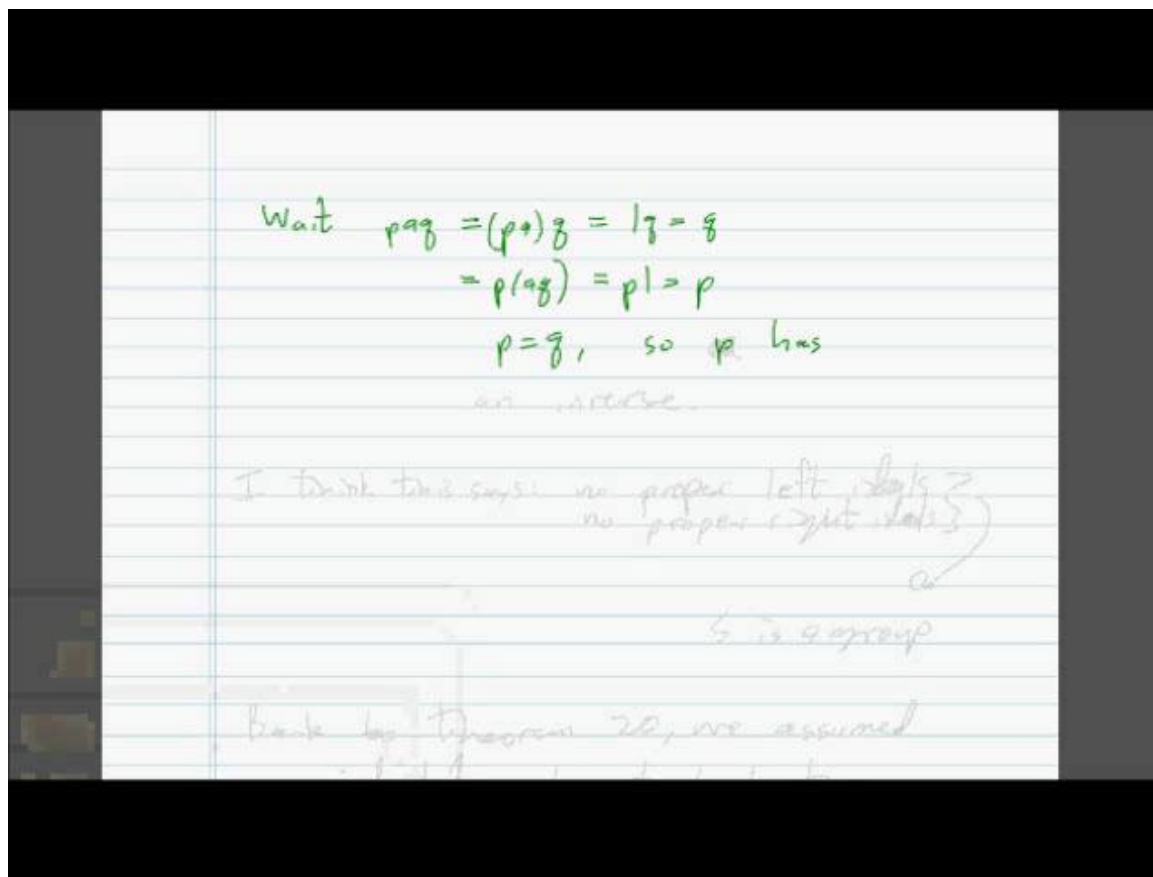 Wait paq = (pa)q = 1q = q
= p(aq) = p1 = p
p = q, so p has
an inverse.
I think this says: no proper left ideals
no proper right ideals
S is a group
Back to Theorem 20, we assumed